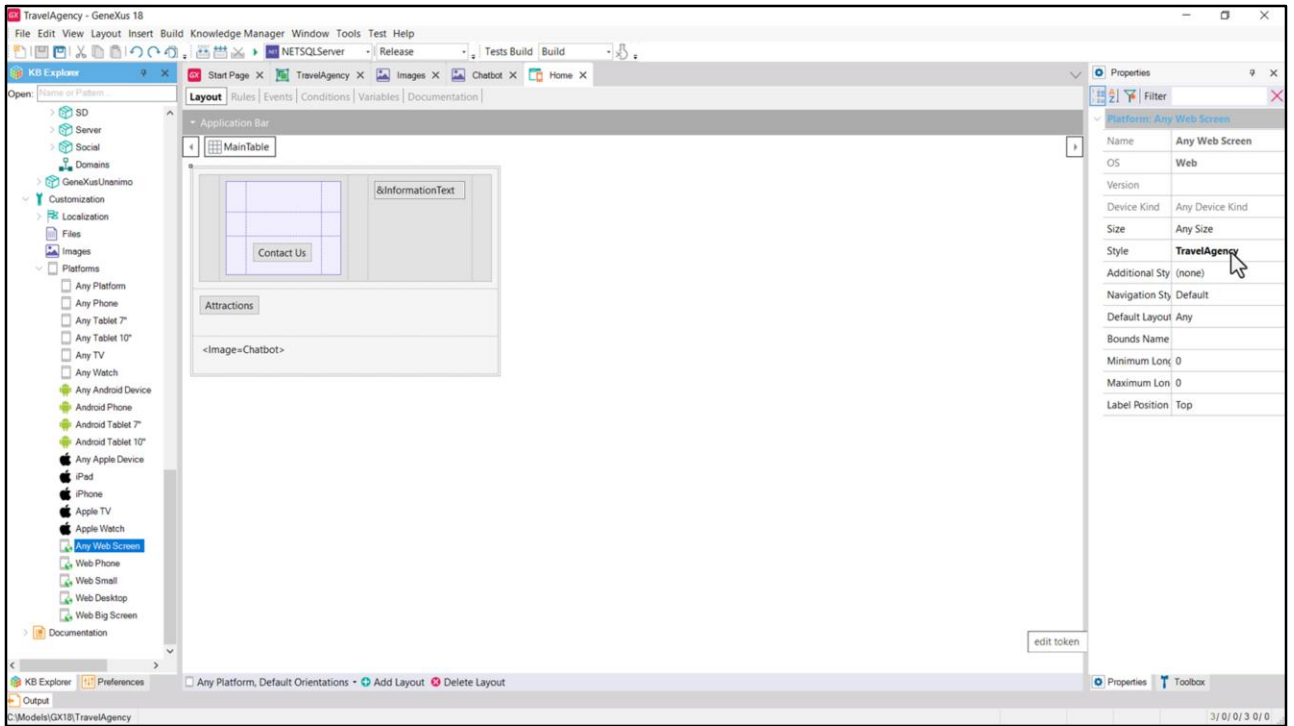 TravelAgency - GeneXus 18
File Edit View Layout Insert Build Knowledge Manager Window Tools Test Help
NETSQLServer Release Tests Build Build
KB Explorer
Open: Name or Pattern...
SD
Server
Social
Domains
GeneXusUnanimo
Customization
Localization
Files
Images
Platforms
Any Platform
Any Phone
Any Tablet 7"
Any Tablet 10"
Any TV
Any Watch
Any Android Device
Android Phone
Android Tablet 7"
Android Tablet 10"
Any Apple Device
iPad
iPhone
Apple TV
Apple Watch
Any Web Screen
Web Phone
Web Small
Web Desktop
Web Big Screen
Documentation
KB Explorer Preferences
Output
C:\Models\GX18\TravelAgency
Start Page TravelAgency Images Chatbot Home
Layout Rules Events Conditions Variables Documentation
Application Bar
MainTable
&InformationText
Contact Us
Attractions
<Image=Chatbot>
edit token
Any Platform, Default Orientations Add Layout Delete Layout
Properties
Filter
Platform: Any Web Screen
Name Any Web Screen
OS Web
Version
Device Kind Any Device Kind
Size Any Size
Style TravelAgency
Additional Sty (none)
Navigation Sty Default
Default Layout Any
Bounds Name
Minimum Long 0
Maximum Lon 0
Label Position Top
Properties Toolbox
3/0/0/3 0/0